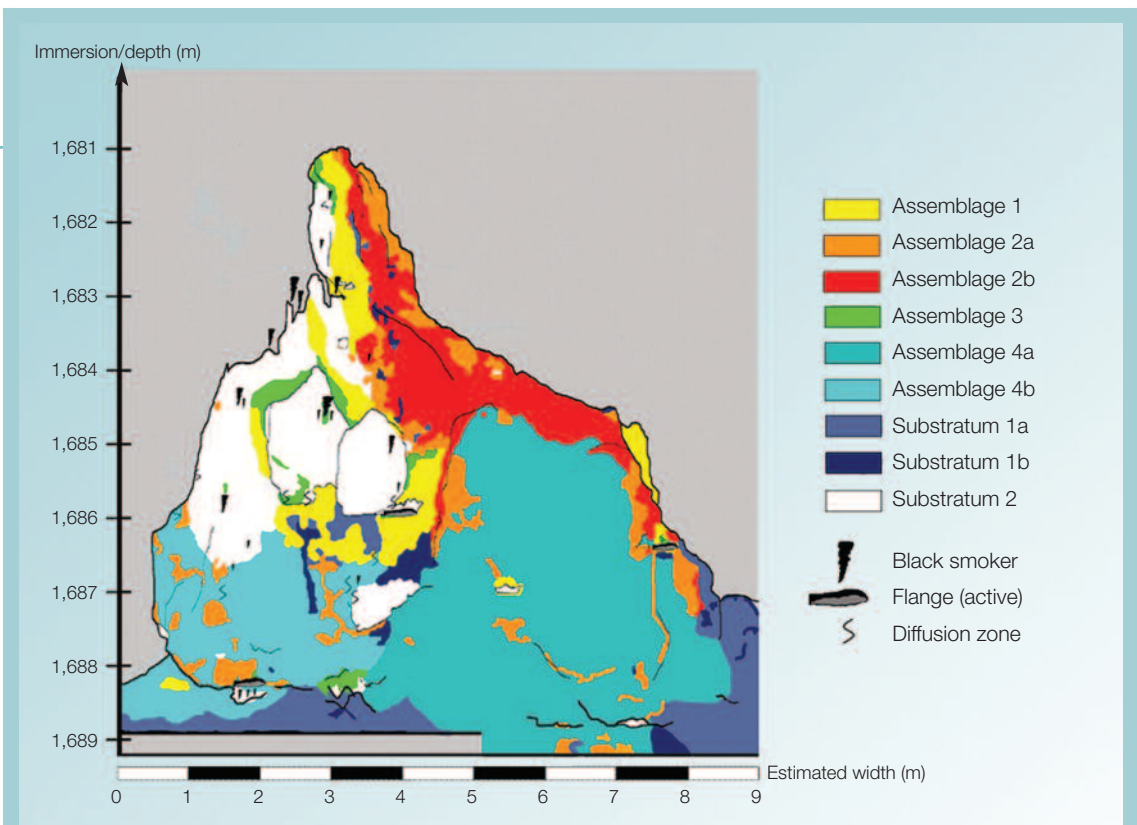 Immersion/depth (m)
1,681
1,682
1,683
1,684
1,685
1,686
1,687
1,688
1,689
0 1 2 3 4 5 6 7 8 9
Estimated width (m)
Assemblage 1
Assemblage 2a
Assemblage 2b
Assemblage 3
Assemblage 4a
Assemblage 4b
Substratum 1a
Substratum 1b
Substratum 2
Black smoker
Flange (active)
Diffusion zone